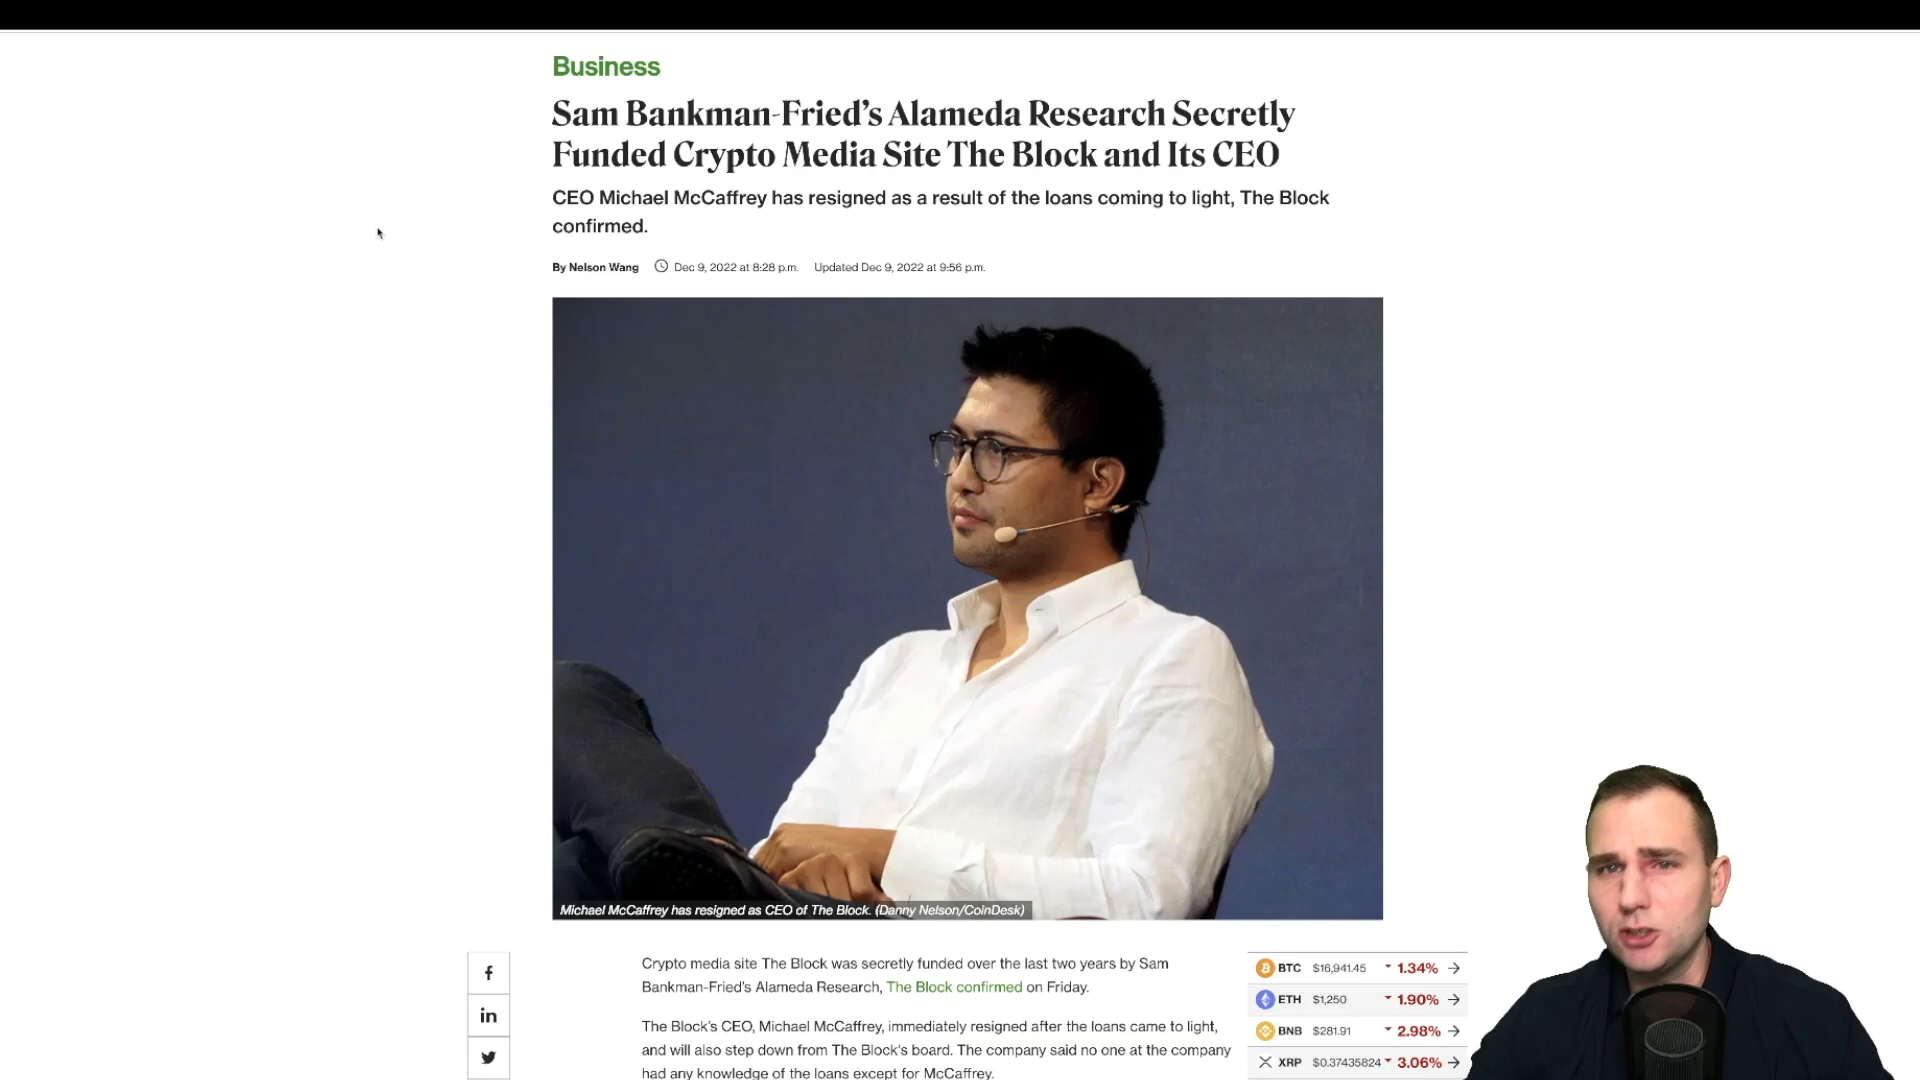 Business
Sam Bankman-Fried’s Alameda Research Secretly
Funded Crypto Media Site The Block and Its CEO
CEO Michael McCaffrey has resigned as a result of the loans coming to light, The Block
confirmed.
By Nelson Wang Dec 9, 2022 at 8:28 p.m. Updated Dec 9, 2022 at 9:56 p.m.
Michael McCaffrey has resigned as CEO of The Block. (Danny Nelson/CoinDesk)
Crypto media site The Block was secretly funded over the last two years by Sam
Bankman-Fried’s Alameda Research, The Block confirmed on Friday.
The Block’s CEO, Michael McCaffrey, immediately resigned after the loans came to light,
and will also step down from The Block’s board. The company said no one at the company
had any knowledge of the loans except for McCaffrey.
BTC $16,941.45 1.34%
ETH $1,250 1.90%
BNB $281.91 2.98%
XRP $0.37435824 3.06%